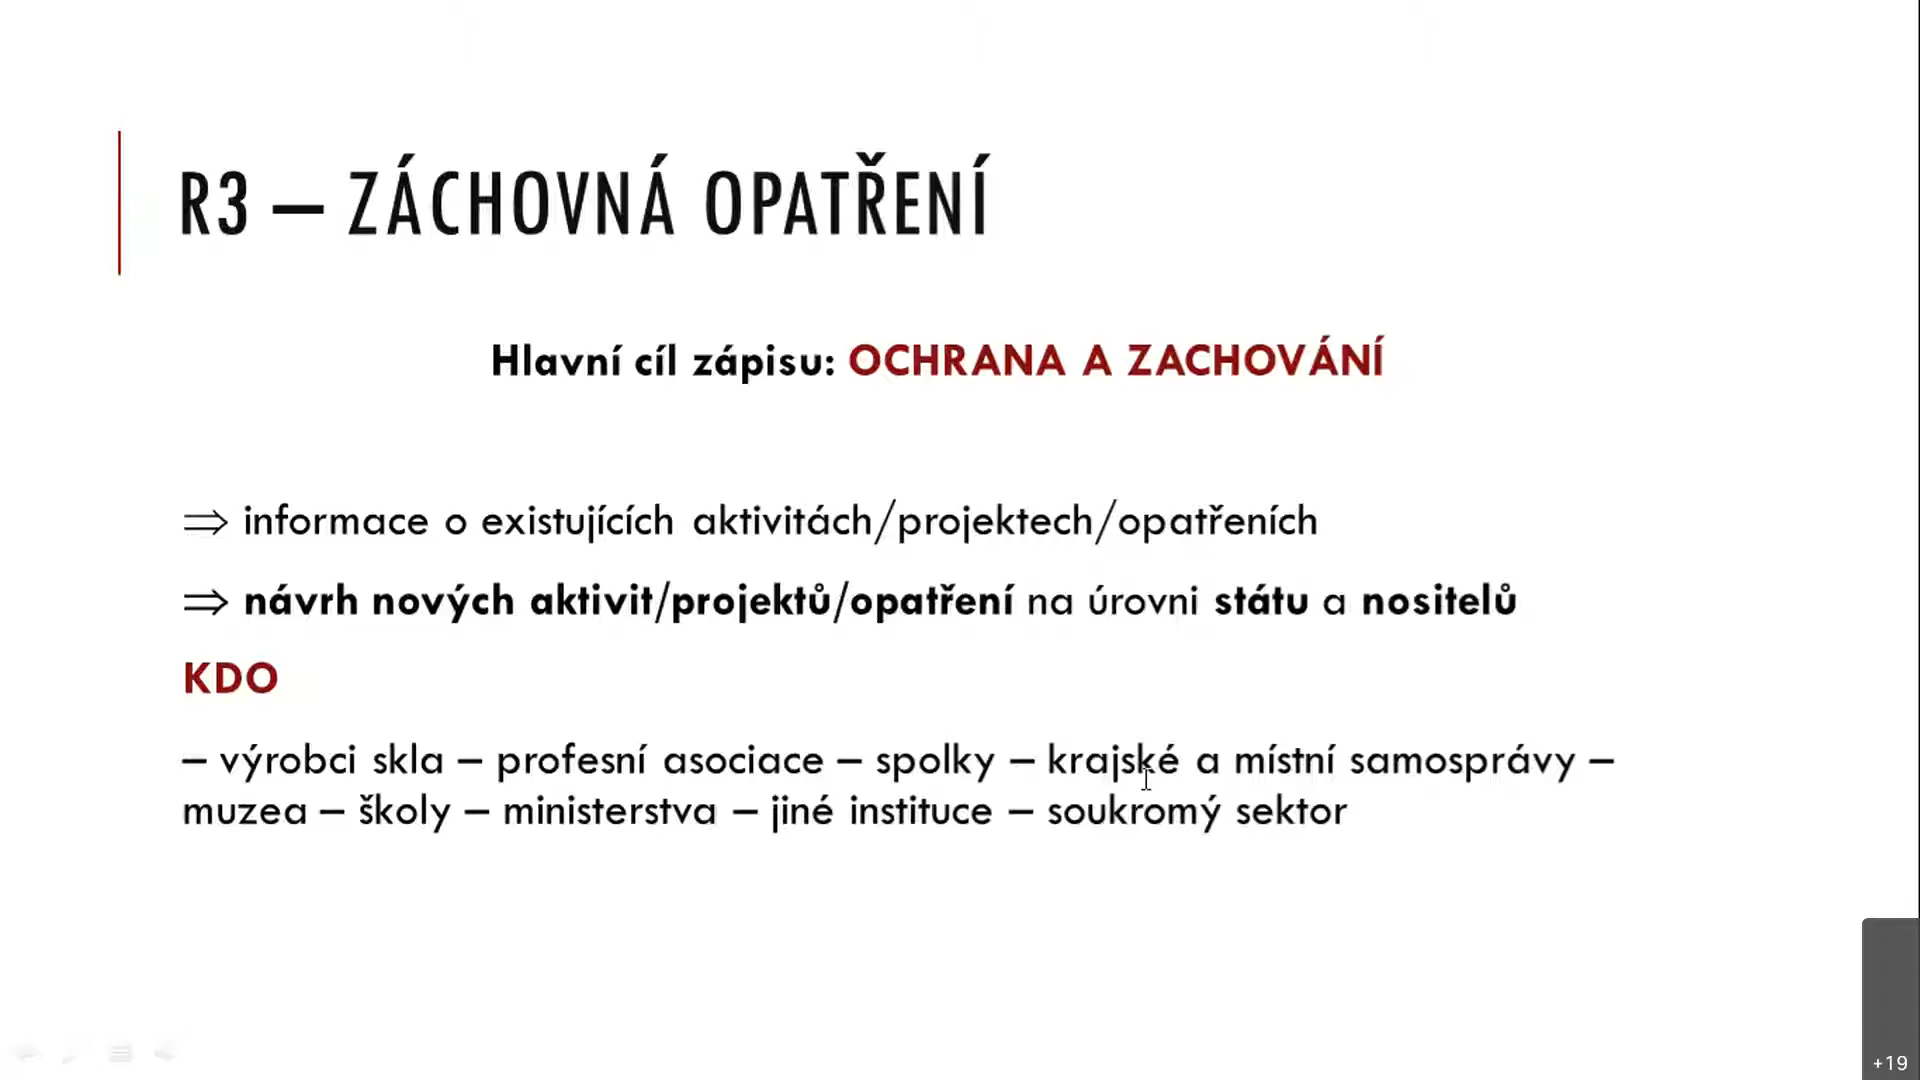 R3 – ZÁCHOVNÁ OPATŘENÍ
Hlavní cíl zápisu: OCHRANA A ZACHOVÁNÍ
⇒ informace o existujících aktivitách/projektech/opatřeních
⇒ návrh nových aktivit/projektů/opatření na úrovni státu a nositelů
KDO
– výrobci skla – profesní asociace – spolky – krajské a místní samosprávy –
muzea – školy – ministerstva – jiné instituce – soukromý sektor
+19